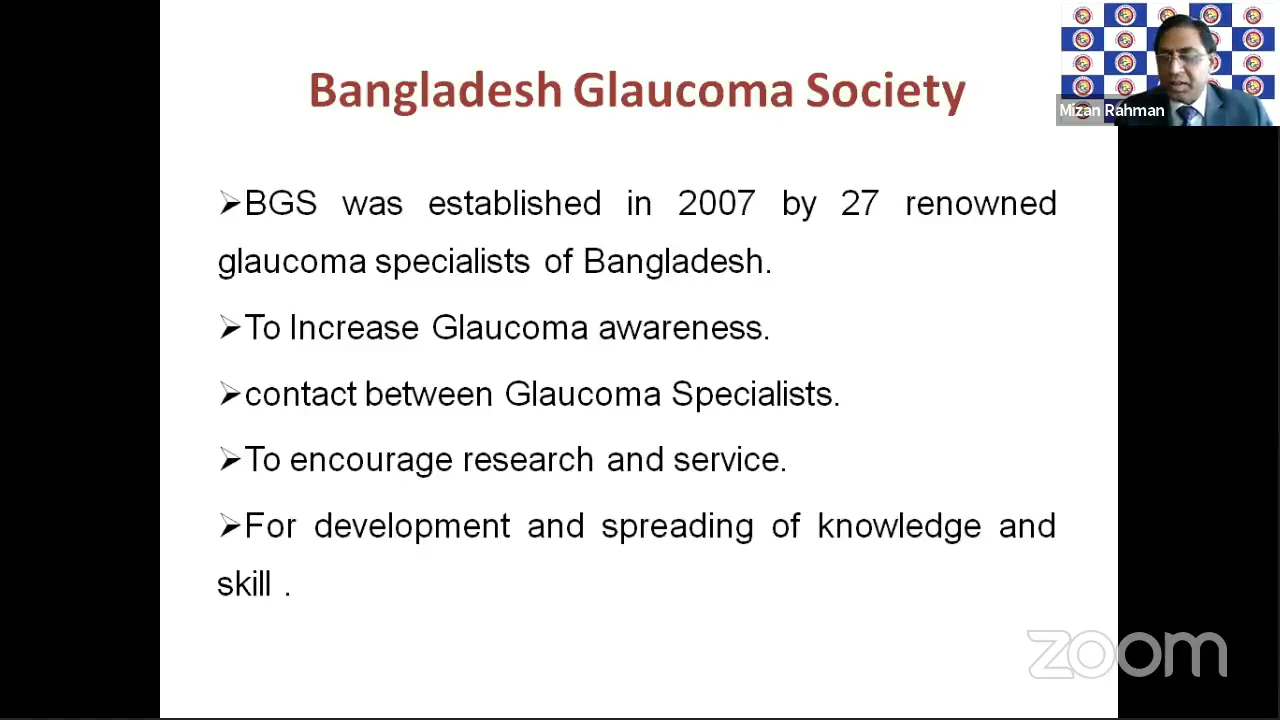 Bangladesh Glaucoma Society
Mizan Rahman
➢BGS was established in 2007 by 27 renowned
glaucoma specialists of Bangladesh.
➢To Increase Glaucoma awareness.
➢contact between Glaucoma Specialists.
➢To encourage research and service.
➢For development and spreading of knowledge and
skill .
zoom